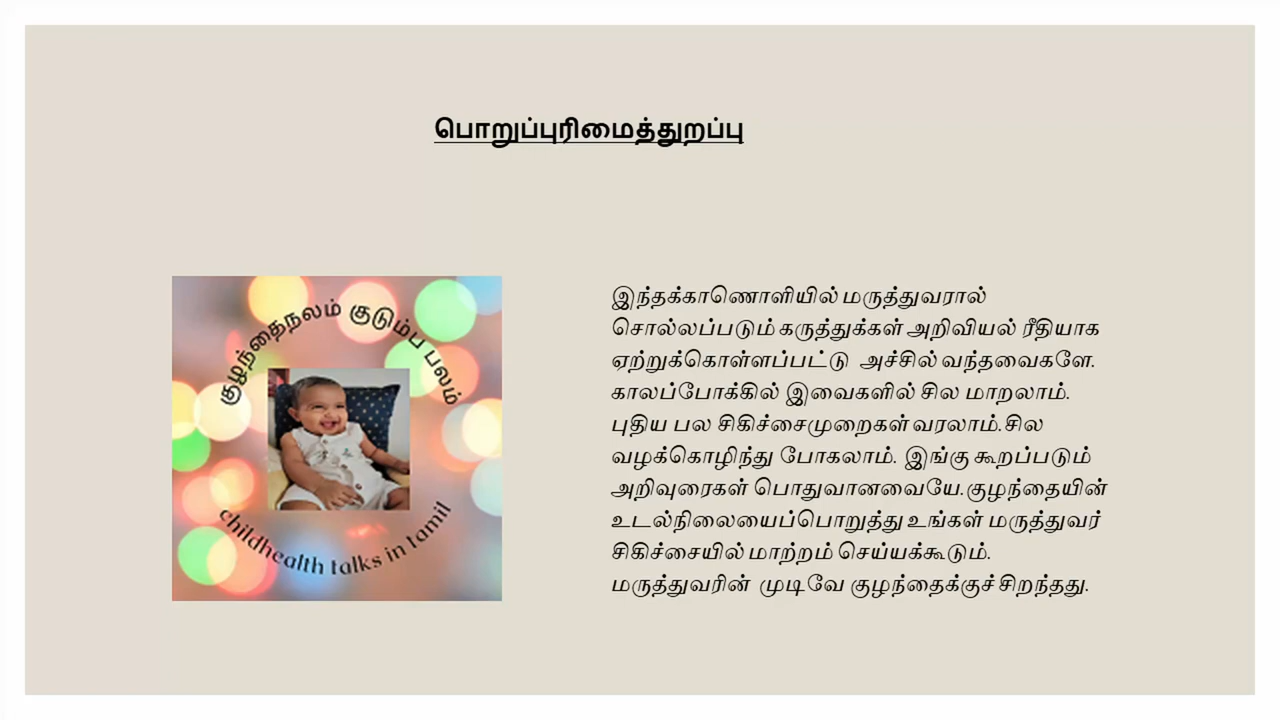 பொறுப்புரிமைத்துறப்பு
குழந்தைநலம் குடும்ப பலம்
childhealth talks in tamil
இந்தக்காணொளியில் மருத்துவரால்
சொல்லப்படும் கருத்துக்கள் அறிவியல் ரீதியாக
ஏற்றுக்கொள்ளப்பட்டு அச்சில் வந்தவைகளே.
காலப்போக்கில் இவைகளில் சில மாறலாம்.
புதிய பல சிகிச்சைமுறைகள் வரலாம். சில
வழக்கொழிந்து போகலாம். இங்கு கூறப்படும்
அறிவுரைகள் பொதுவானவையே. குழந்தையின்
உடல்நிலையைப்பொறுத்து உங்கள் மருத்துவர்
சிகிச்சையில் மாற்றம் செய்யக்கூடும்.
மருத்துவரின் முடிவே குழந்தைக்குச் சிறந்தது.